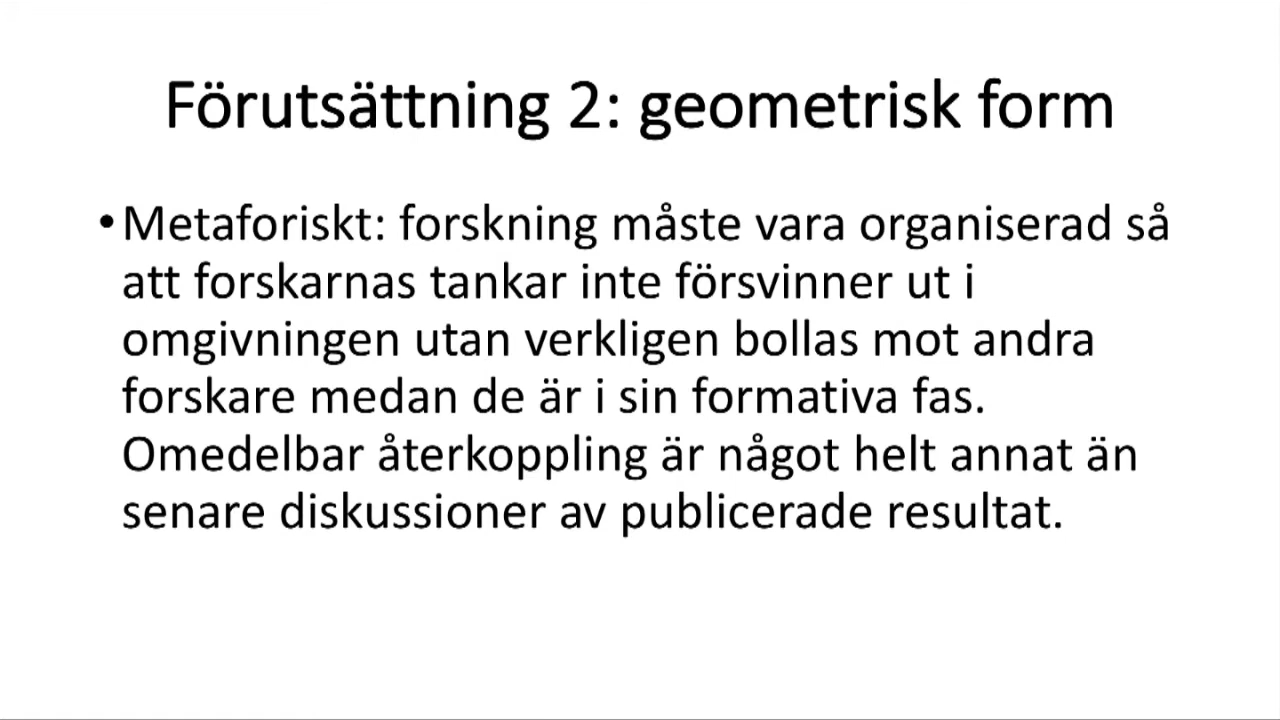 Förutsättning 2: geometrisk form
•Metaforiskt: forskning måste vara organiserad så
att forskarnas tankar inte försvinner ut i
omgivningen utan verkligen bollas mot andra
forskare medan de är i sin formativa fas.
Omedelbar återkoppling är något helt annat än
senare diskussioner av publicerade resultat.